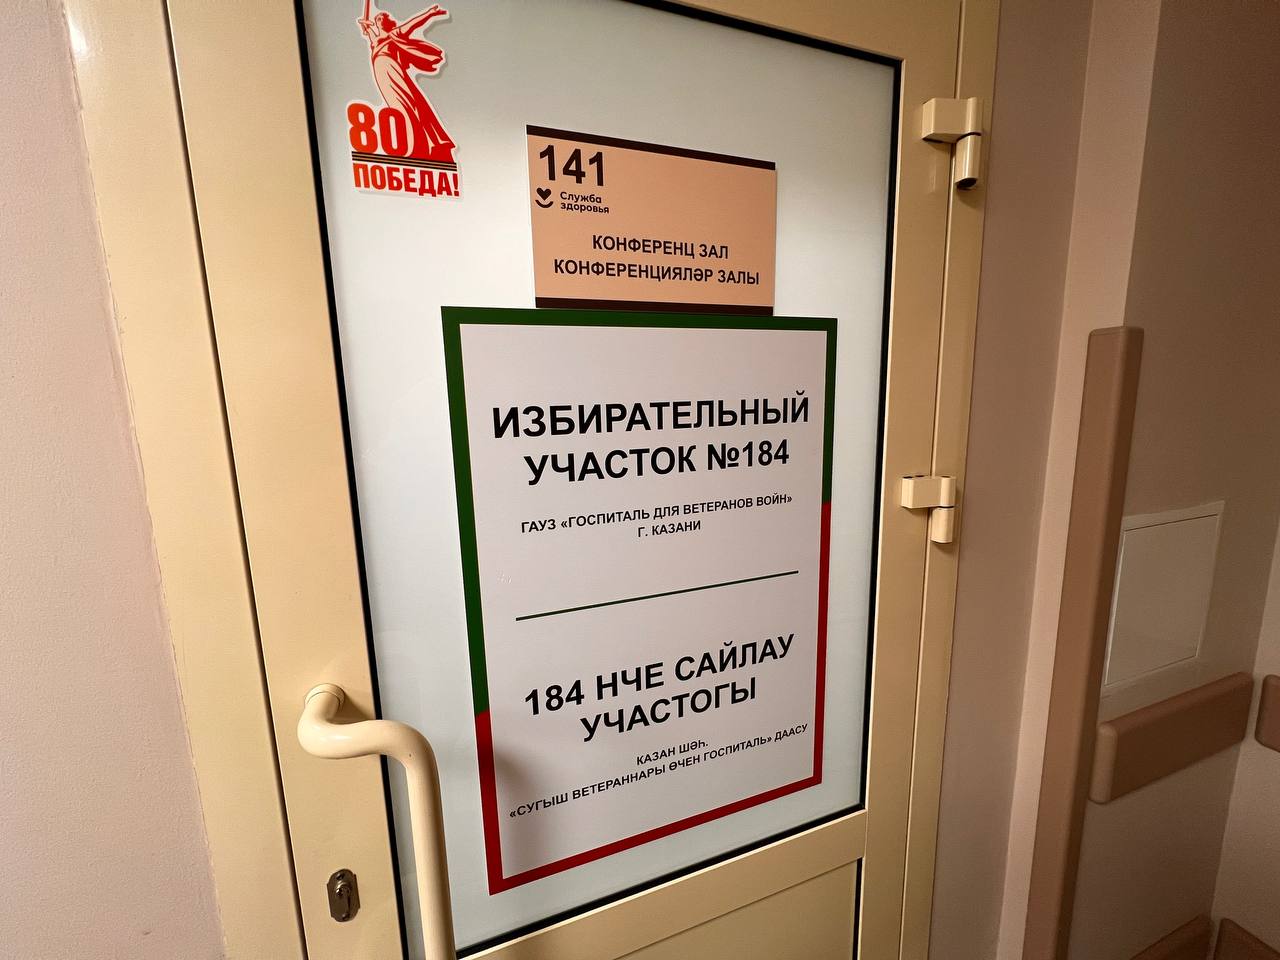 80
ПОБЕДА!
141
Служба
здоровья
КОНФЕРЕНЦ ЗАЛ
КОНФЕРЕНЦИЯЛӘР ЗАЛЫ
ИЗБИРАТЕЛЬНЫЙ
УЧАСТОК №184
ГАУЗ «ГОСПИТАЛЬ ДЛЯ ВЕТЕРАНОВ ВОЙН»
Г. КАЗАНИ
184 НЧЕ САЙЛАУ
УЧАСТОГЫ
КАЗАН ШӘҺ.
«СУГЫШ ВЕТЕРАННАРЫ ӨЧЕН ГОСПИТАЛЬ» ДААСУ